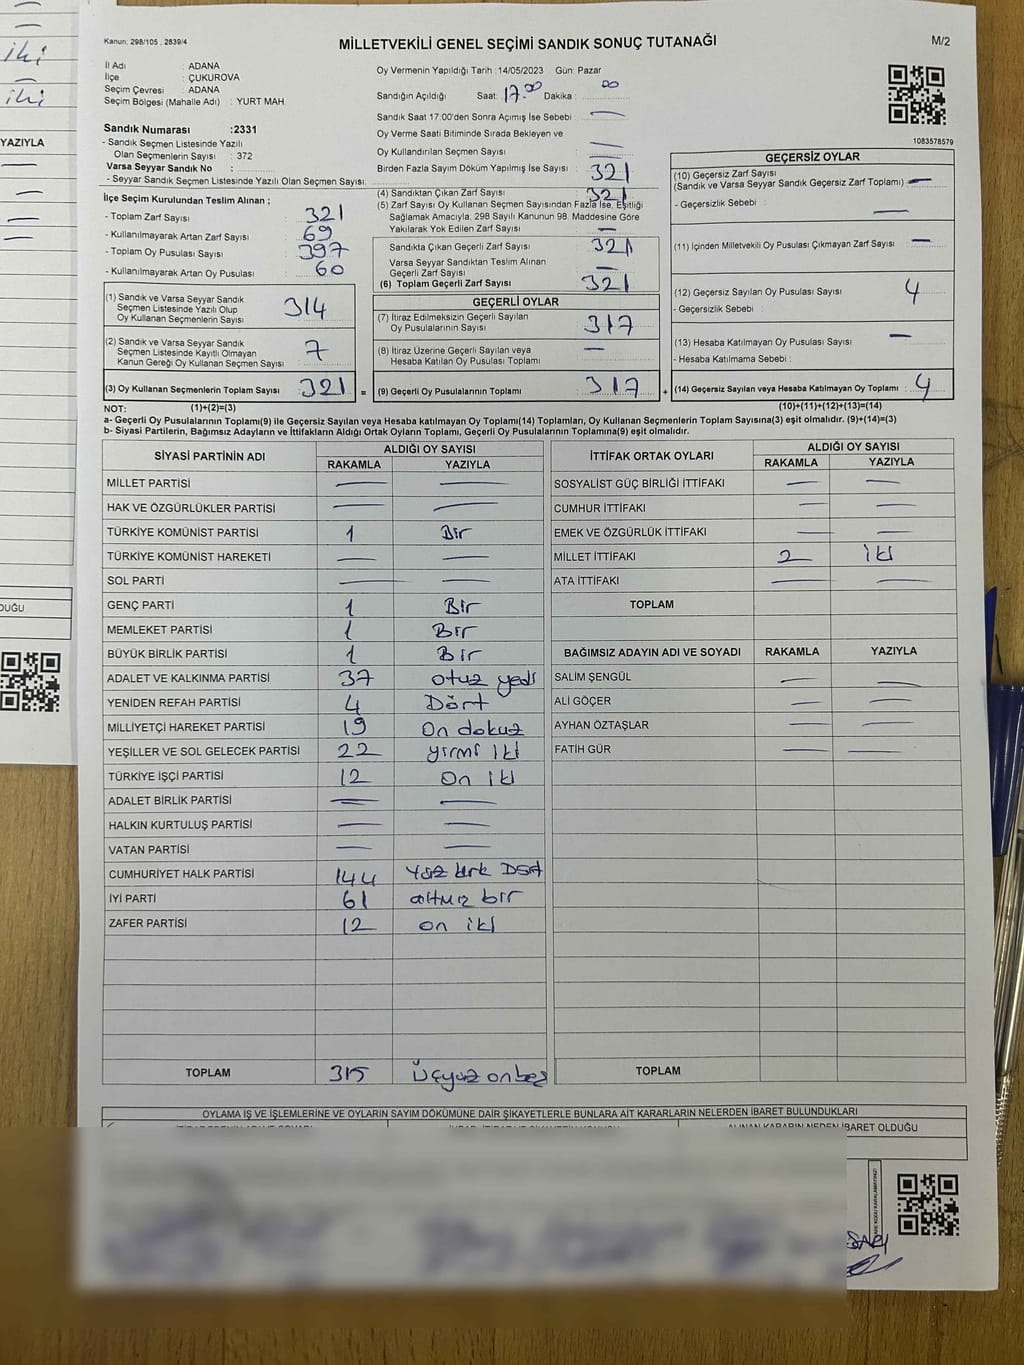 iki
iki
YAZIYLA
DUĞU
Kanun; 298/105 , 2839/4
MİLLETVEKİLİ GENEL SEÇİMİ SANDIK SONUÇ TUTANAĞI
M/2
İl Adı : ADANA
İlçe : ÇUKUROVA
Seçim Çevresi : ADANA
Seçim Bölgesi (Mahalle Adı) : YURT MAH.
Sandık Numarası :2331
- Sandık Seçmen Listesinde Yazılı
Olan Seçmenlerin Sayısı : 372
Varsa Seyyar Sandık No :
- Seyyar Sandık Seçmen Listesinde Yazılı Olan Seçmen Sayısı
Oy Vermenin Yapıldığı Tarih :14/05/2023 Gün: Pazar
Sandığın Açıldığı Saat: 17.00 Dakika : 00
Sandık Saat 17:00'den Sonra Açımış İse Sebebi : —
Oy Verme Saati Bitiminde Sırada Bekleyen ve
Oy Kullandırılan Seçmen Sayısı : —
Birden Fazla Sayım Döküm Yapılmış İse Sayısı : 321
1083578579
İlçe Seçim Kurulundan Teslim Alınan ;
- Toplam Zarf Sayısı : 321
- Kullanılmayarak Artan Zarf Sayısı : 69
- Toplam Oy Pusulası Sayısı : 397
- Kullanılmayarak Artan Oy Pusulası : 60
(1) Sandık ve Varsa Seyyar Sandık
Seçmen Listesinde Yazılı Olup
Oy Kullanan Seçmenlerin Sayısı 314
(2) Sandık ve Varsa Seyyar Sandık
Seçmen Listesinde Kayıtlı Olmayan
Kanun Gereği Oy Kullanan Seçmen Sayısı 7
(3) Oy Kullanan Seçmenlerin Toplam Sayısı 321 =
(4) Sandıktan Çıkan Zarf Sayısı 321
(5) Zarf Sayısı Oy Kullanan Seçmen Sayısından Fazla İse, Eşitliği
Sağlamak Amacıyla, 298 Sayılı Kanunun 98. Maddesine Göre
Yakılarak Yok Edilen Zarf Sayısı : —
Sandıkta Çıkan Geçerli Zarf Sayısı : 321
Varsa Seyyar Sandıktan Teslim Alınan
Geçerli Zarf Sayısı : —
(6) Toplam Geçerli Zarf Sayısı : 321
GEÇERLİ OYLAR
(7) İtiraz Edilmeksizin Geçerli Sayılan
Oy Pusulalarının Sayısı : 317
(8) İtiraz Üzerine Geçerli Sayılan veya
Hesaba Katılan Oy Pusulası Toplamı —
(9) Geçerli Oy Pusulalarının Toplamı : 317 +
GEÇERSİZ OYLAR
(10) Geçersiz Zarf Sayısı
(Sandık ve Varsa Seyyar Sandık Geçersiz Zarf Toplamı) —
- Geçersizlik Sebebi : —
(11) İçinden Milletvekili Oy Pusulası Çıkmayan Zarf Sayısı —
(12) Geçersiz Sayılan Oy Pusulası Sayısı 4
- Geçersizlik Sebebi :
(13) Hesaba Katılmayan Oy Pusulası Sayısı —
- Hesaba Katılmama Sebebi :
(14) Geçersiz Sayılan veya Hesaba Katılmayan Oy Toplamı : 4
NOT: (1)+(2)=(3)
(10)+(11)+(12)+(13)=(14)
a- Geçerli Oy Pusulalarının Toplamı(9) ile Geçersiz Sayılan veya Hesaba katılmayan Oy Toplamı(14) Toplamları, Oy Kullanan Seçmenlerin Toplam Sayısına(3) eşit olmalıdır. (9)+(14)=(3)
b- Siyasi Partilerin, Bağımsız Adayların ve İttifakların Aldığı Ortak Oyların Toplamı, Geçerli Oy Pusulalarının Toplamına(9) eşit olmalıdır.
SİYASİ PARTİNİN ADI ALDIĞI OY SAYISI
RAKAMLA YAZIYLA
MİLLET PARTİSİ — —
HAK VE ÖZGÜRLÜKLER PARTİSİ — —
TÜRKİYE KOMÜNİST PARTİSİ 1 Bir
TÜRKİYE KOMÜNİST HAREKETİ — —
SOL PARTİ — —
GENÇ PARTİ 1 Bir
MEMLEKET PARTİSİ 1 Bir
BÜYÜK BİRLİK PARTİSİ 1 Bir
ADALET VE KALKINMA PARTİSİ 37 otuz yedi
YENİDEN REFAH PARTİSİ 4 Dört
MİLLİYETÇİ HAREKET PARTİSİ 19 On dokuz
YEŞİLLER VE SOL GELECEK PARTİSİ 22 yirmi iki
TÜRKİYE İŞÇİ PARTİSİ 12 On iki
ADALET BİRLİK PARTİSİ — —
HALKIN KURTULUŞ PARTİSİ — —
VATAN PARTİSİ — —
CUMHURİYET HALK PARTİSİ 144 Yüz kırk Dört
İYİ PARTİ 61 altmış bir
ZAFER PARTİSİ 12 on iki
TOPLAM 315 Üçyüz onbeş
İTTİFAK ORTAK OYLARI ALDIĞI OY SAYISI
RAKAMLA YAZIYLA
SOSYALİST GÜÇ BİRLİĞİ İTTİFAKI — —
CUMHUR İTTİFAKI — —
EMEK VE ÖZGÜRLÜK İTTİFAKI — —
MİLLET İTTİFAKI 2 iki
ATA İTTİFAKI — —
TOPLAM
BAĞIMSIZ ADAYIN ADI VE SOYADI RAKAMLA YAZIYLA
SALİM ŞENGÜL — —
ALİ GÖÇER — —
AYHAN ÖZTAŞLAR — —
FATİH GÜR — —
TOPLAM
OYLAMA İŞ VE İŞLEMLERİNE VE OYLARIN SAYIM DÖKÜMÜNE DAİR ŞİKAYETLERLE BUNLARA AİT KARARLARIN NELERDEN İBARET BULUNDUKLARI
ALINAN KARARIN NEDEN İBARET OLDUĞU